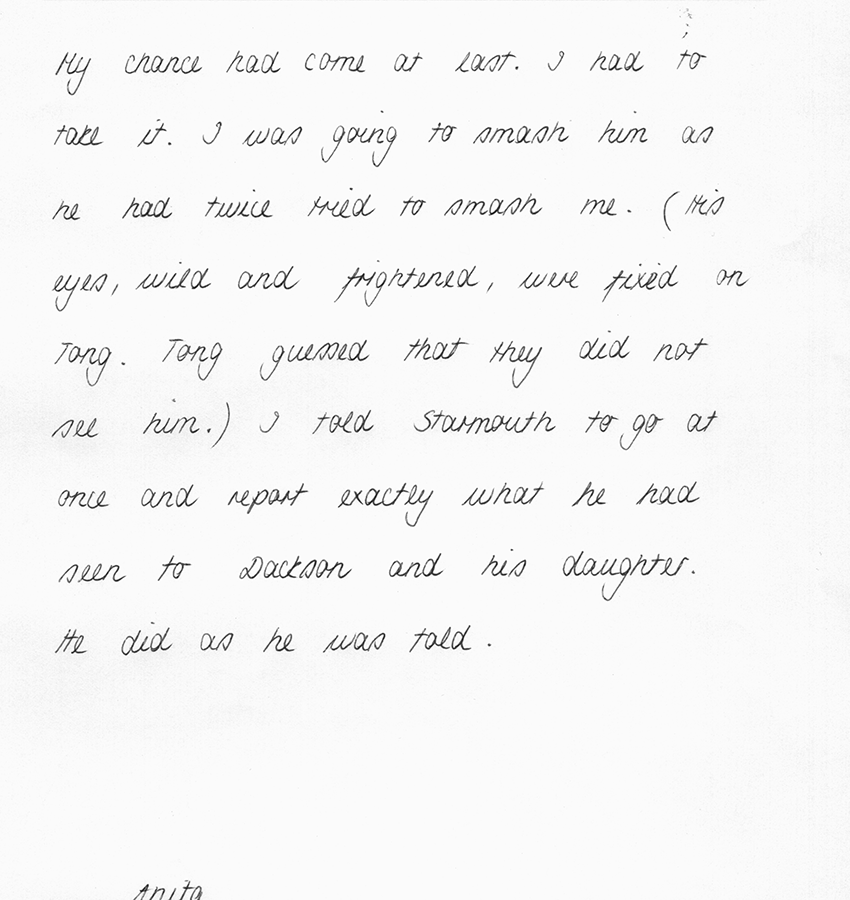 My chance had come at last. I had to
take it. I was going to smash him as
he had twice tried to smash me. (His
eyes, wild and frightened, were fixed on
Tong. Tong guessed that they did not
see him.) I told Starmouth to go at
once and report exactly what he had
seen to Dackson and his daughter.
He did as he was told.
Anita